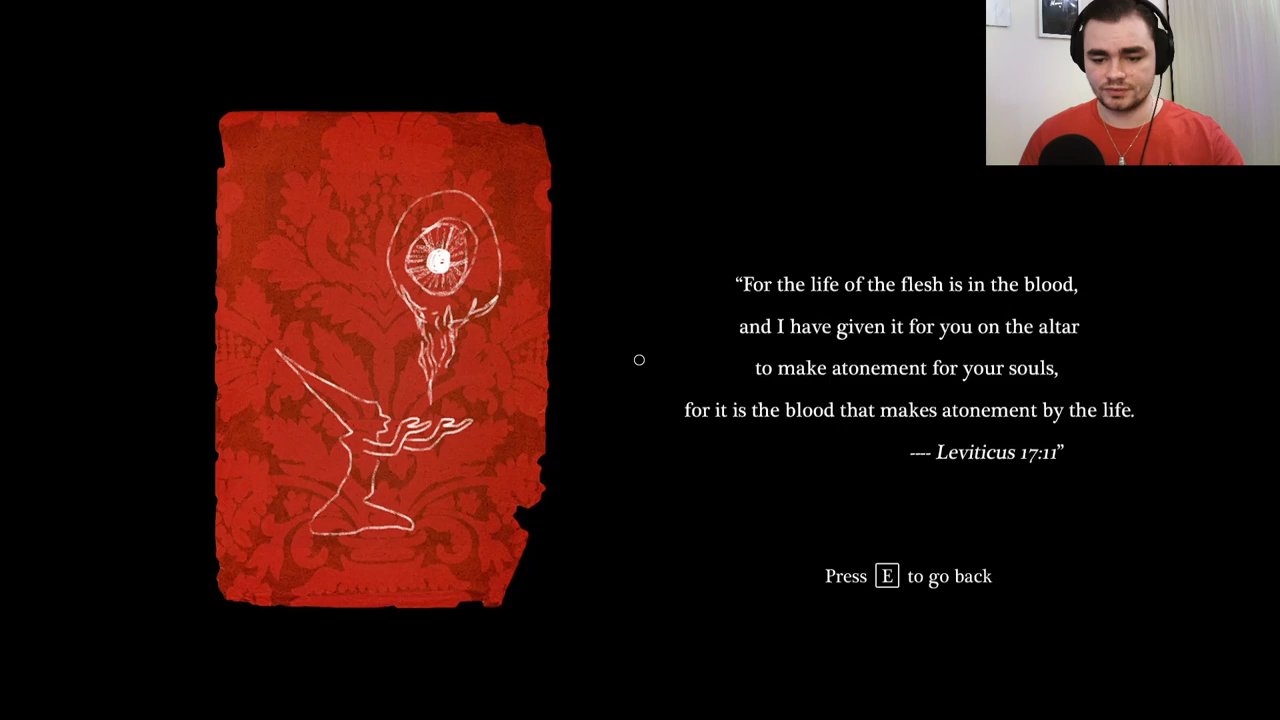 “For the life of the flesh is in the blood,
and I have given it for you on the altar
to make atonement for your souls,
for it is the blood that makes atonement by the life.
---- Leviticus 17:11”
Press E to go back